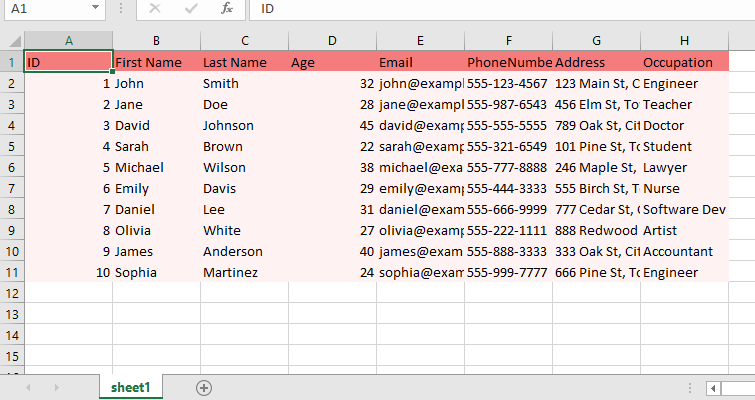 A1 fx ID
A B C D E F G H
1 ID First Name Last Name Age Email PhoneNumbe Address Occupation
2 1 John Smith 32 john@exampl 555-123-4567 123 Main St, C Engineer
3 2 Jane Doe 28 jane@exampl 555-987-6543 456 Elm St, To Teacher
4 3 David Johnson 45 david@examp 555-555-5555 789 Oak St, Cit Doctor
5 4 Sarah Brown 22 sarah@examp 555-321-6549 101 Pine St, To Student
6 5 Michael Wilson 38 michael@exa 555-777-8888 246 Maple St, Lawyer
7 6 Emily Davis 29 emily@examp 555-444-3333 555 Birch St, T Nurse
8 7 Daniel Lee 31 daniel@exam 555-666-9999 777 Cedar St, Software Dev
9 8 Olivia White 27 olivia@examp 555-222-1111 888 Redwood Artist
10 9 James Anderson 40 james@exam 555-888-3333 333 Oak St, Cit Accountant
11 10 Sophia Martinez 24 sophia@exam 555-999-7777 666 Pine St, To Engineer
12
13
14
15
sheet1